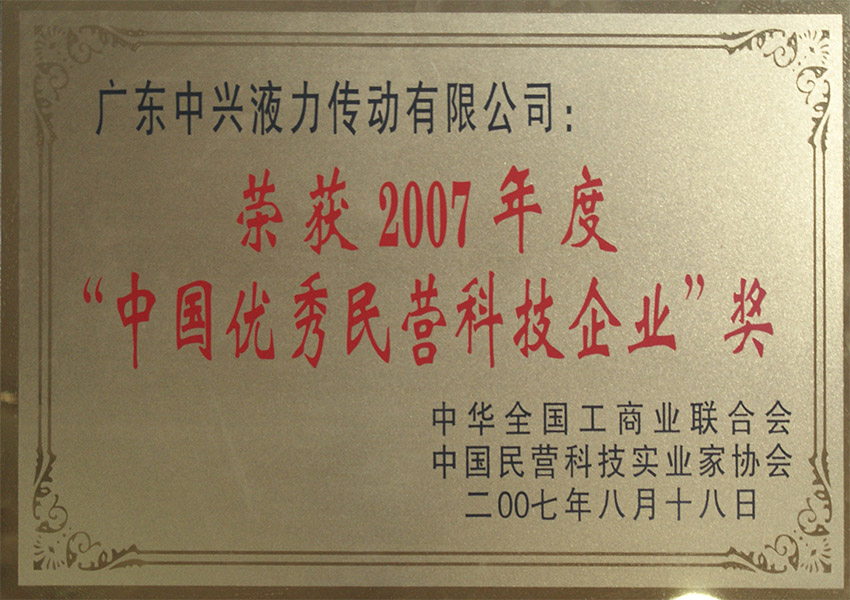 广东中兴液力传动有限公司：
荣获2007年度
“中国优秀民营科技企业”奖
中华全国工商业联合会
中国民营科技实业家协会
二00七年八月十八日